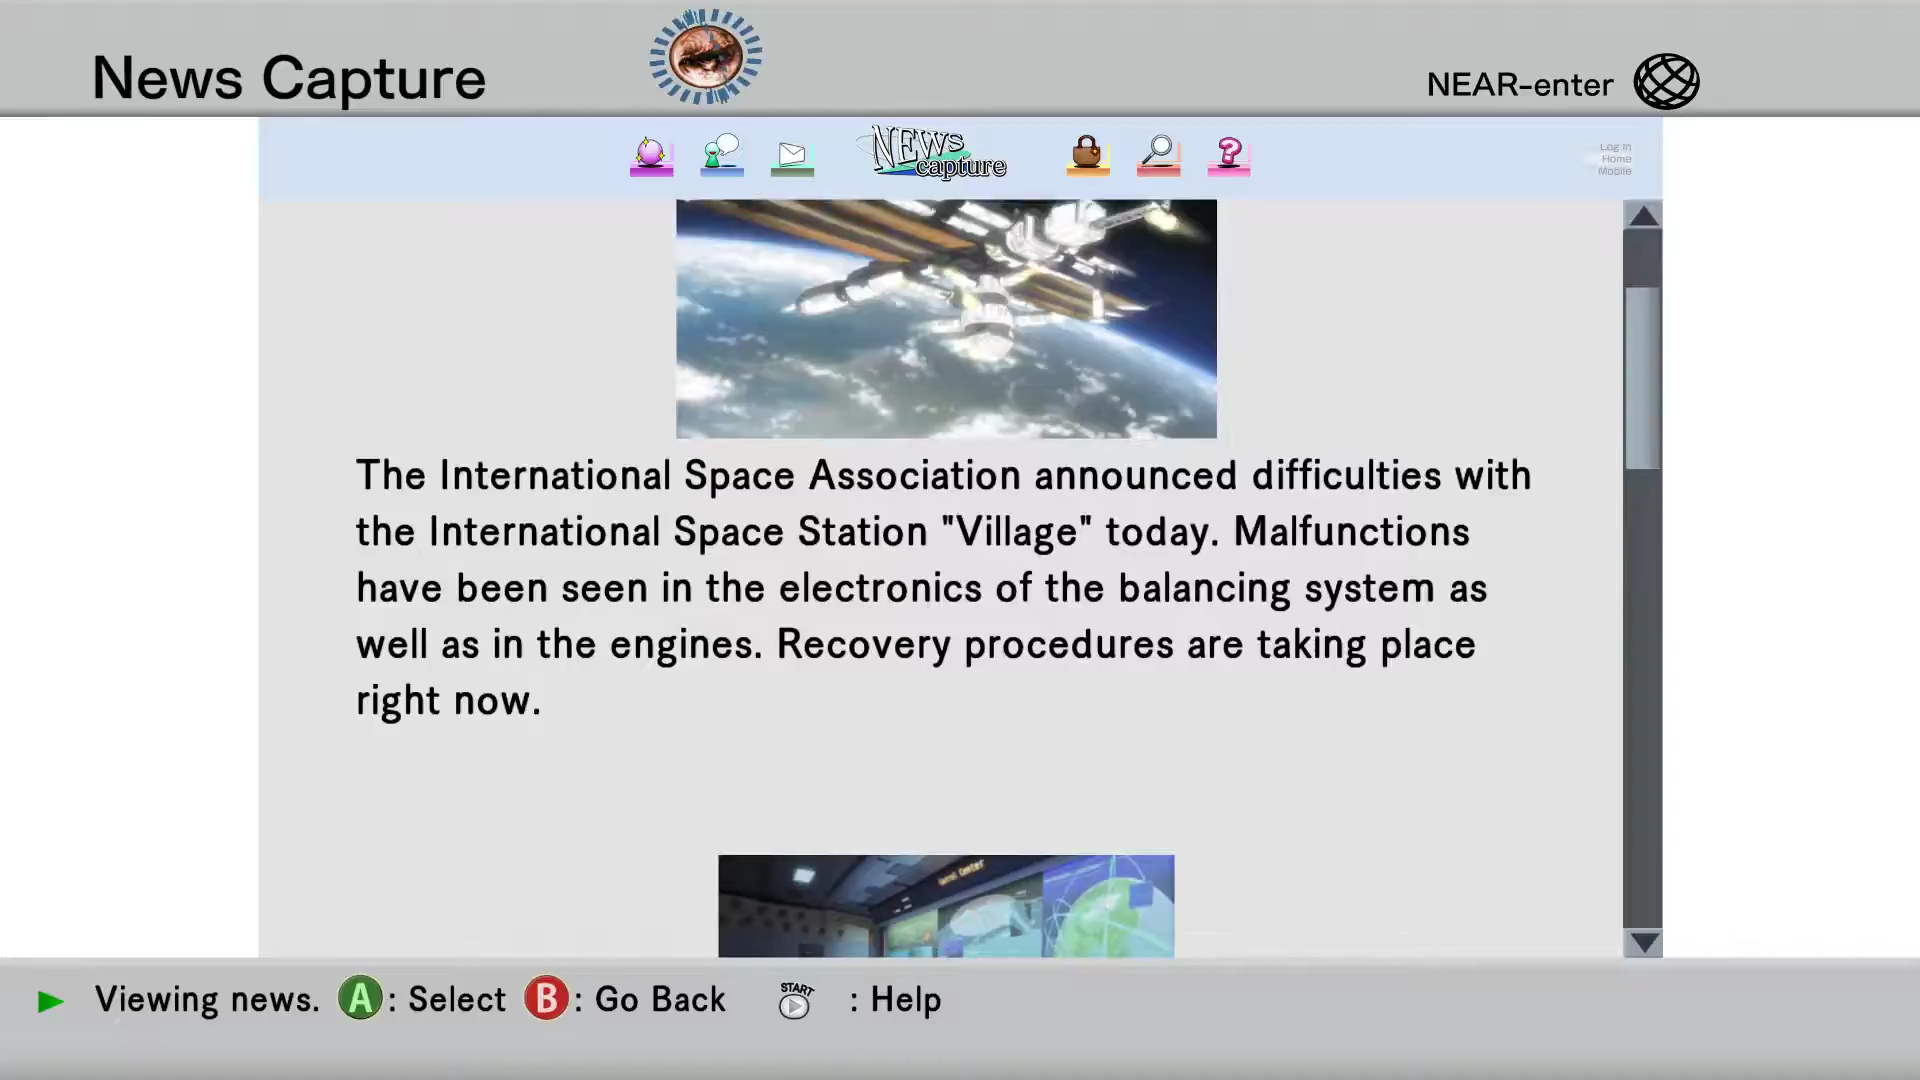 News Capture
NEAR-enter
NEWS
capture
Log In
Home
Mobile
The International Space Association announced difficulties with
the International Space Station "Village" today. Malfunctions
have been seen in the electronics of the balancing system as
well as in the engines. Recovery procedures are taking place
right now.
Viewing news. A : Select B : Go Back START : Help